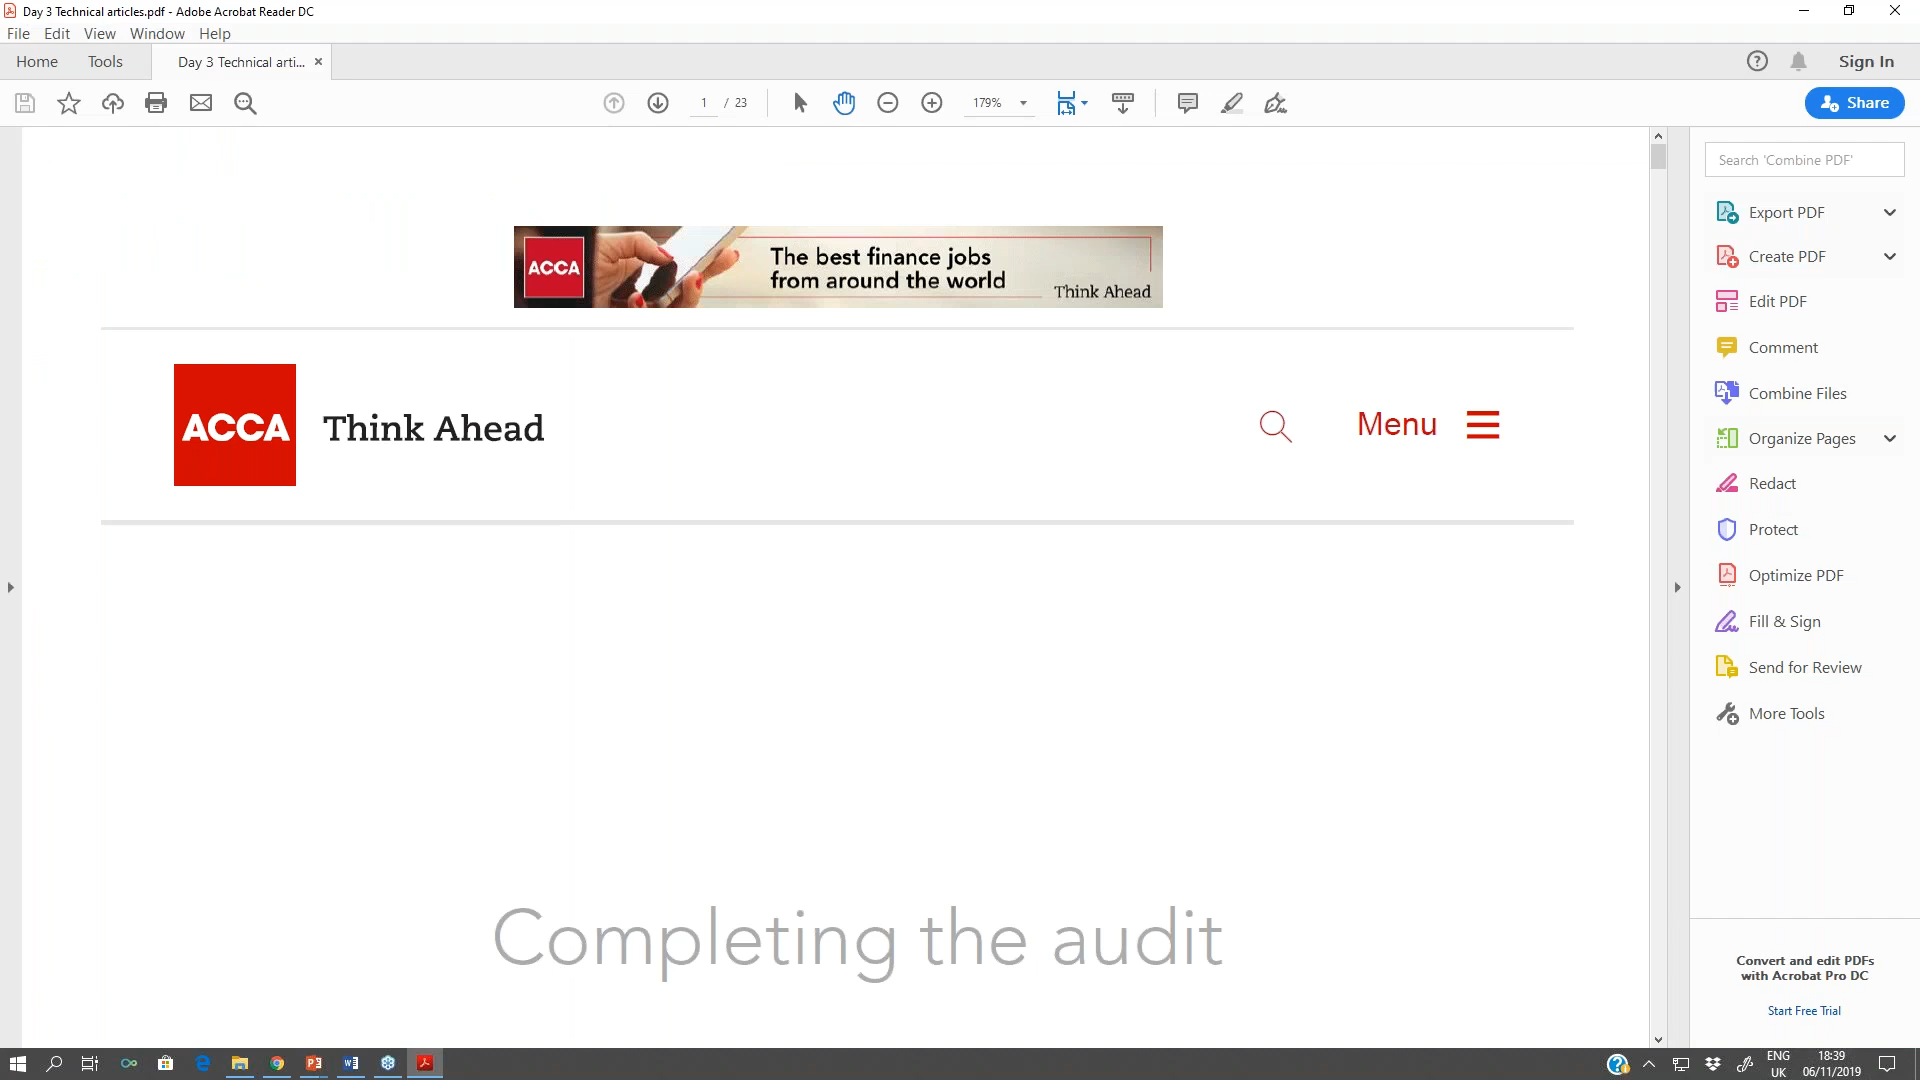 Day 3 Technical articles.pdf - Adobe Acrobat Reader DC
File Edit View Window Help
Home Tools Day 3 Technical arti... × Sign In
1 / 23 179% Share
Search 'Combine PDF'
Export PDF
Create PDF
Edit PDF
Comment
Combine Files
Organize Pages
Redact
Protect
Optimize PDF
Fill & Sign
Send for Review
More Tools
Convert and edit PDFs
with Acrobat Pro DC
Start Free Trial
ACCA
The best finance jobs
from around the world
Think Ahead
ACCA Think Ahead Menu
Completing the audit
ENG 18:39
UK 06/11/2019